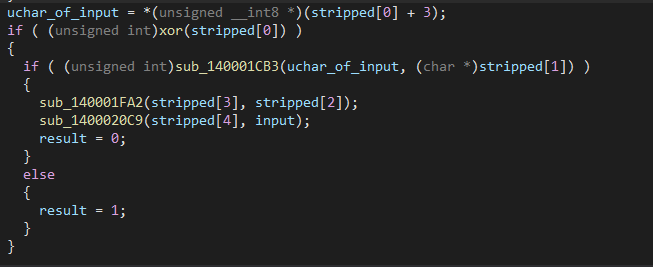 uchar_of_input = *(unsigned __int8 *)(stripped[0] + 3);
if ( (unsigned int)xor(stripped[0]) )
{
if ( (unsigned int)sub_140001CB3(uchar_of_input, (char *)stripped[1]) )
{
sub_140001FA2(stripped[3], stripped[2]);
sub_1400020C9(stripped[4], input);
result = 0;
}
else
{
result = 1;
}
}